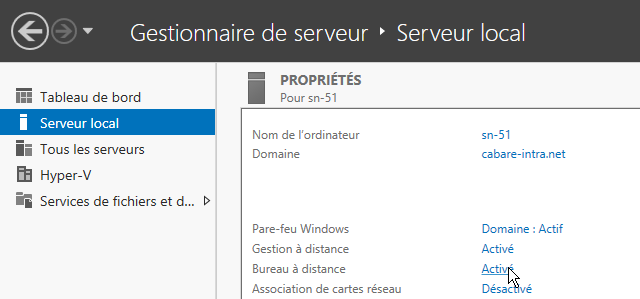 Gestionnaire de serveur ‣ Serveur local
Tableau de bord
Serveur local
Tous les serveurs
Hyper-V
Services de fichiers et d...
PROPRIÉTÉS
Pour sn-51
Nom de l'ordinateur sn-51
Domaine cabare-intra.net
Pare-feu Windows Domaine : Actif
Gestion à distance Activé
Bureau à distance Activé
Association de cartes réseau Désactivé